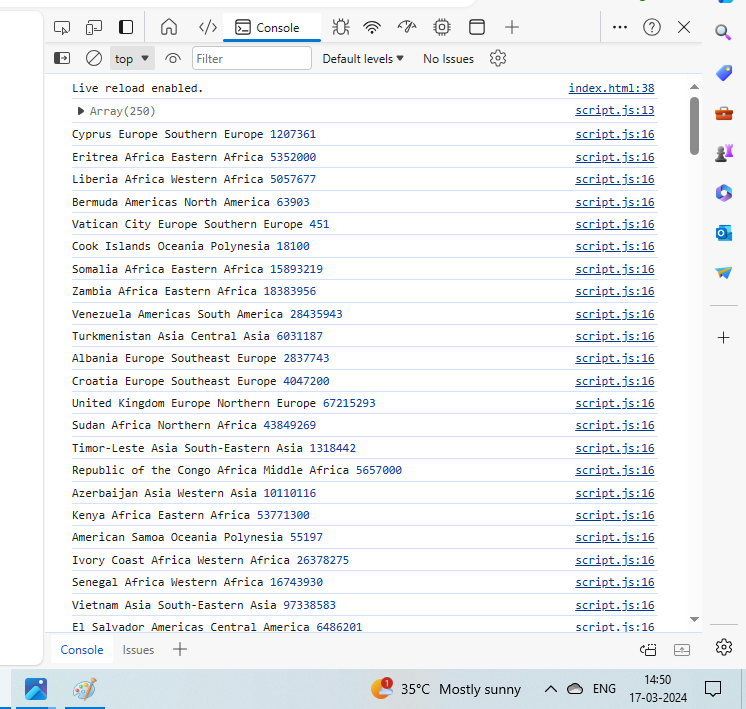 Console
top
Filter
Default levels
No Issues
Live reload enabled. index.html:38
Array(250) script.js:13
Cyprus Europe Southern Europe 1207361 script.js:16
Eritrea Africa Eastern Africa 5352000 script.js:16
Liberia Africa Western Africa 5057677 script.js:16
Bermuda Americas North America 63903 script.js:16
Vatican City Europe Southern Europe 451 script.js:16
Cook Islands Oceania Polynesia 18100 script.js:16
Somalia Africa Eastern Africa 15893219 script.js:16
Zambia Africa Eastern Africa 18383956 script.js:16
Venezuela Americas South America 28435943 script.js:16
Turkmenistan Asia Central Asia 6031187 script.js:16
Albania Europe Southeast Europe 2837743 script.js:16
Croatia Europe Southeast Europe 4047200 script.js:16
United Kingdom Europe Northern Europe 67215293 script.js:16
Sudan Africa Northern Africa 43849269 script.js:16
Timor-Leste Asia South-Eastern Asia 1318442 script.js:16
Republic of the Congo Africa Middle Africa 5657000 script.js:16
Azerbaijan Asia Western Asia 10110116 script.js:16
Kenya Africa Eastern Africa 53771300 script.js:16
American Samoa Oceania Polynesia 55197 script.js:16
Ivory Coast Africa Western Africa 26378275 script.js:16
Senegal Africa Western Africa 16743930 script.js:16
Vietnam Asia South-Eastern Asia 97338583 script.js:16
El Salvador Americas Central America 6486201 script.js:16
Console Issues
1
35°C Mostly sunny
ENG
14:50
17-03-2024